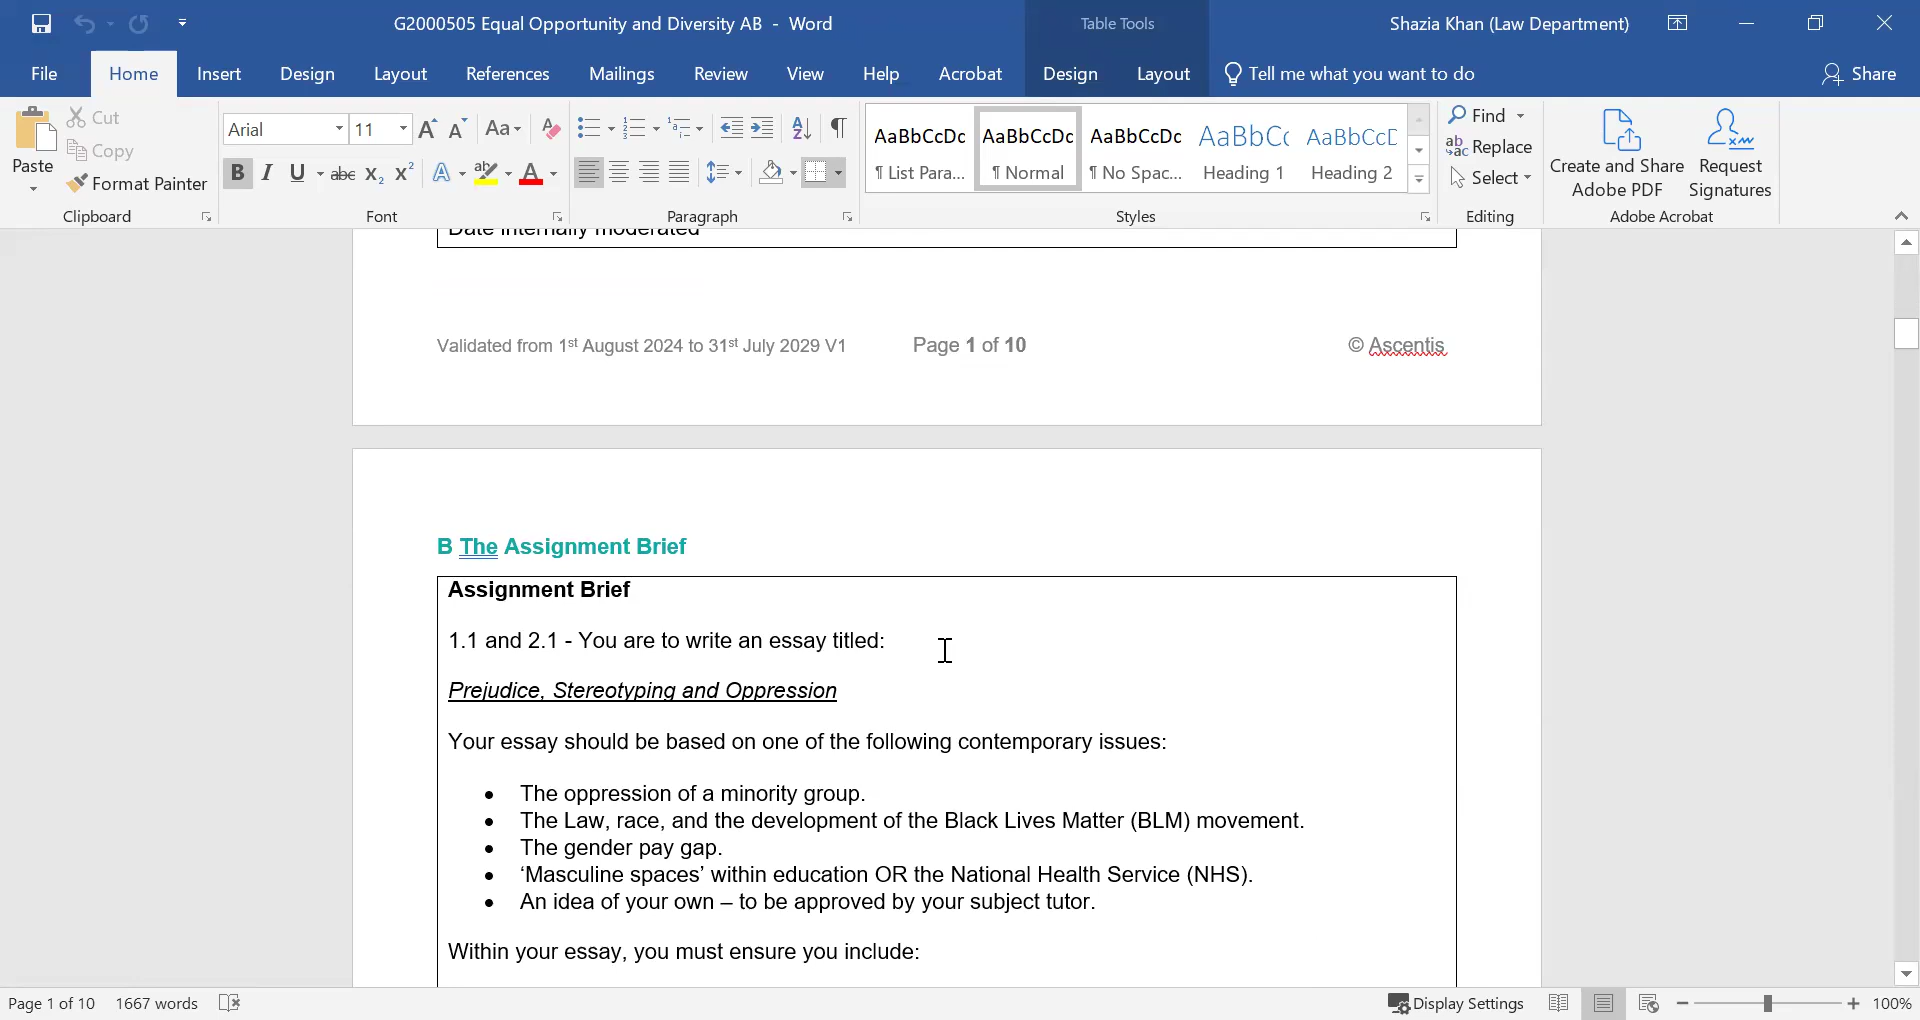 G2000505 Equal Opportunity and Diversity AB - Word
Table Tools
Shazia Khan (Law Department)
File Home Insert Design Layout References Mailings Review View Help Acrobat Design Layout Tell me what you want to do Share
Paste
Cut
Copy
Format Painter
Clipboard
Arial 11
Font
Paragraph
AaBbCcDc AaBbCcDc AaBbCcDc AaBbCc AaBbCcD
¶ List Para... ¶ Normal ¶ No Spac... Heading 1 Heading 2
Styles
Find
Replace
Select
Editing
Create and Share Adobe PDF
Request Signatures
Adobe Acrobat
Date internally moderated
Validated from 1st August 2024 to 31st July 2029 V1 Page 1 of 10 © Ascentis
B The Assignment Brief
Assignment Brief
1.1 and 2.1 - You are to write an essay titled:
Prejudice, Stereotyping and Oppression
Your essay should be based on one of the following contemporary issues:
• The oppression of a minority group.
• The Law, race, and the development of the Black Lives Matter (BLM) movement.
• The gender pay gap.
• ‘Masculine spaces’ within education OR the National Health Service (NHS).
• An idea of your own – to be approved by your subject tutor.
Within your essay, you must ensure you include:
Page 1 of 10 1667 words Display Settings 100%